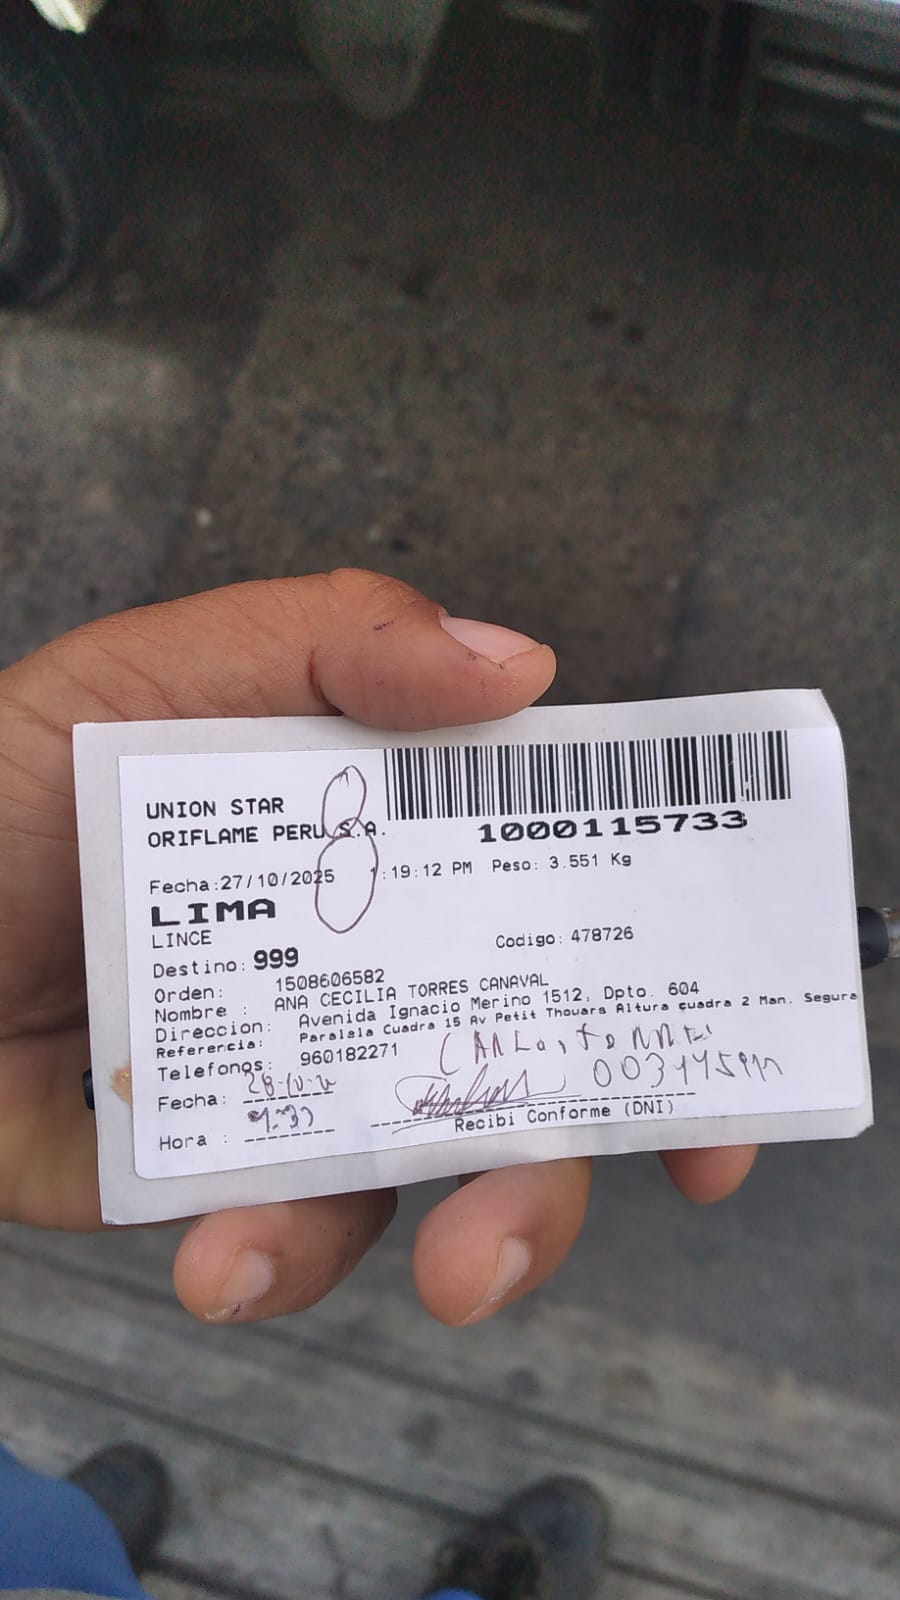 UNION STAR
ORIFLAME PERU S.A.
1000115733
Fecha:27/10/2025 1:19:12 PM Peso: 3.551 Kg
LIMA
LINCE
Destino: 999 Codigo: 478726
Orden: 1508606582
Nombre : ANA CECILIA TORRES CANAVAL
Direccion: Avenida Ignacio Merino 1512, Dpto. 604
Referencia: Paralela Cuadra 15 Av Petit Thouars Altura cuadra 2 Man. Segura
Telefonos: 960182271
Fecha:
Hora :
Recibi Conforme (DNI)